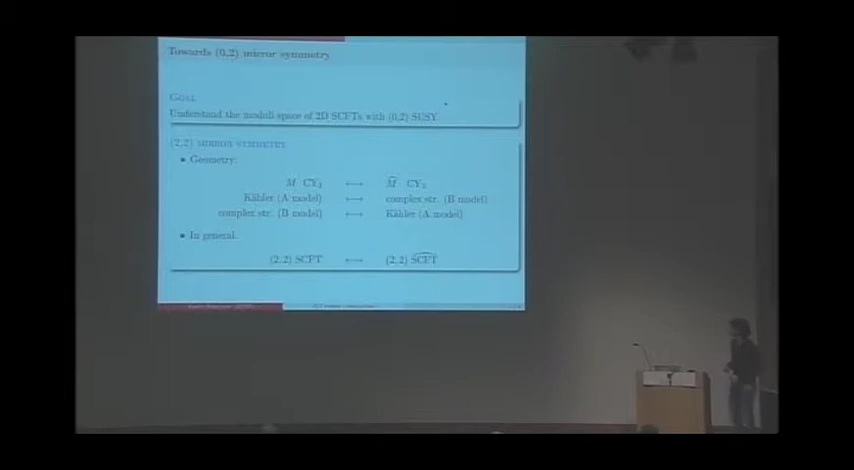 Towards (0,2) mirror symmetry
Goal
Understand the moduli space of 2D SCFTs with (0,2) SUSY.
(2,2) mirror symmetry
Geometry:
M CY₃ ⟷ M̂ CY₃
Kähler (A model) ⟷ complex str. (B model)
complex str. (B model) ⟷ Kähler (A model)
In general:
(2,2) SCFT ⟷ (2,2) SCFT̂